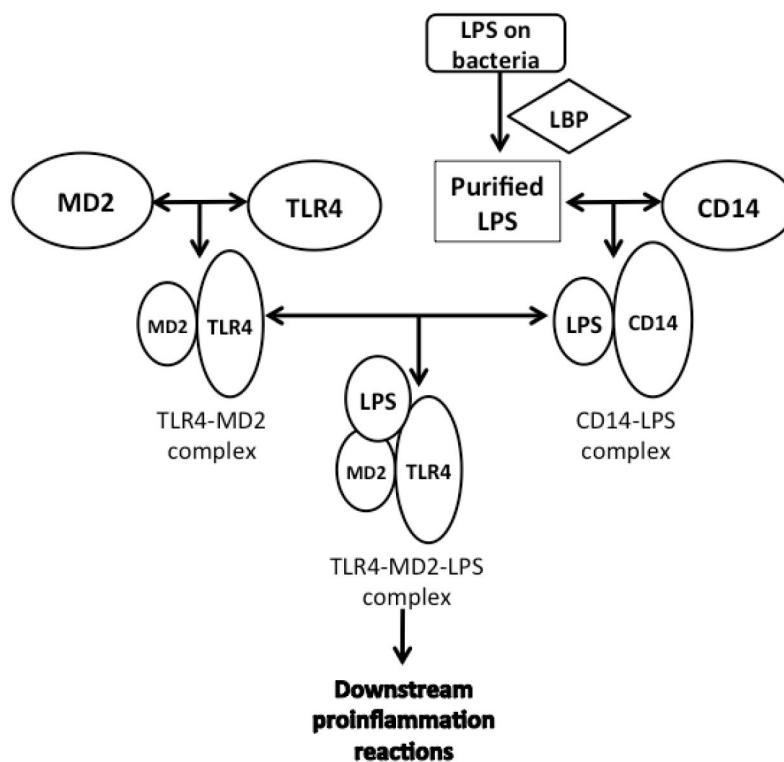 LPS on
bacteria
LBP
MD2
TLR4
Purified
LPS
CD14
MD2
TLR4
LPS
CD14
TLR4-MD2
complex
CD14-LPS
complex
LPS
MD2
TLR4
TLR4-MD2-LPS
complex
Downstream
proinflammation
reactions